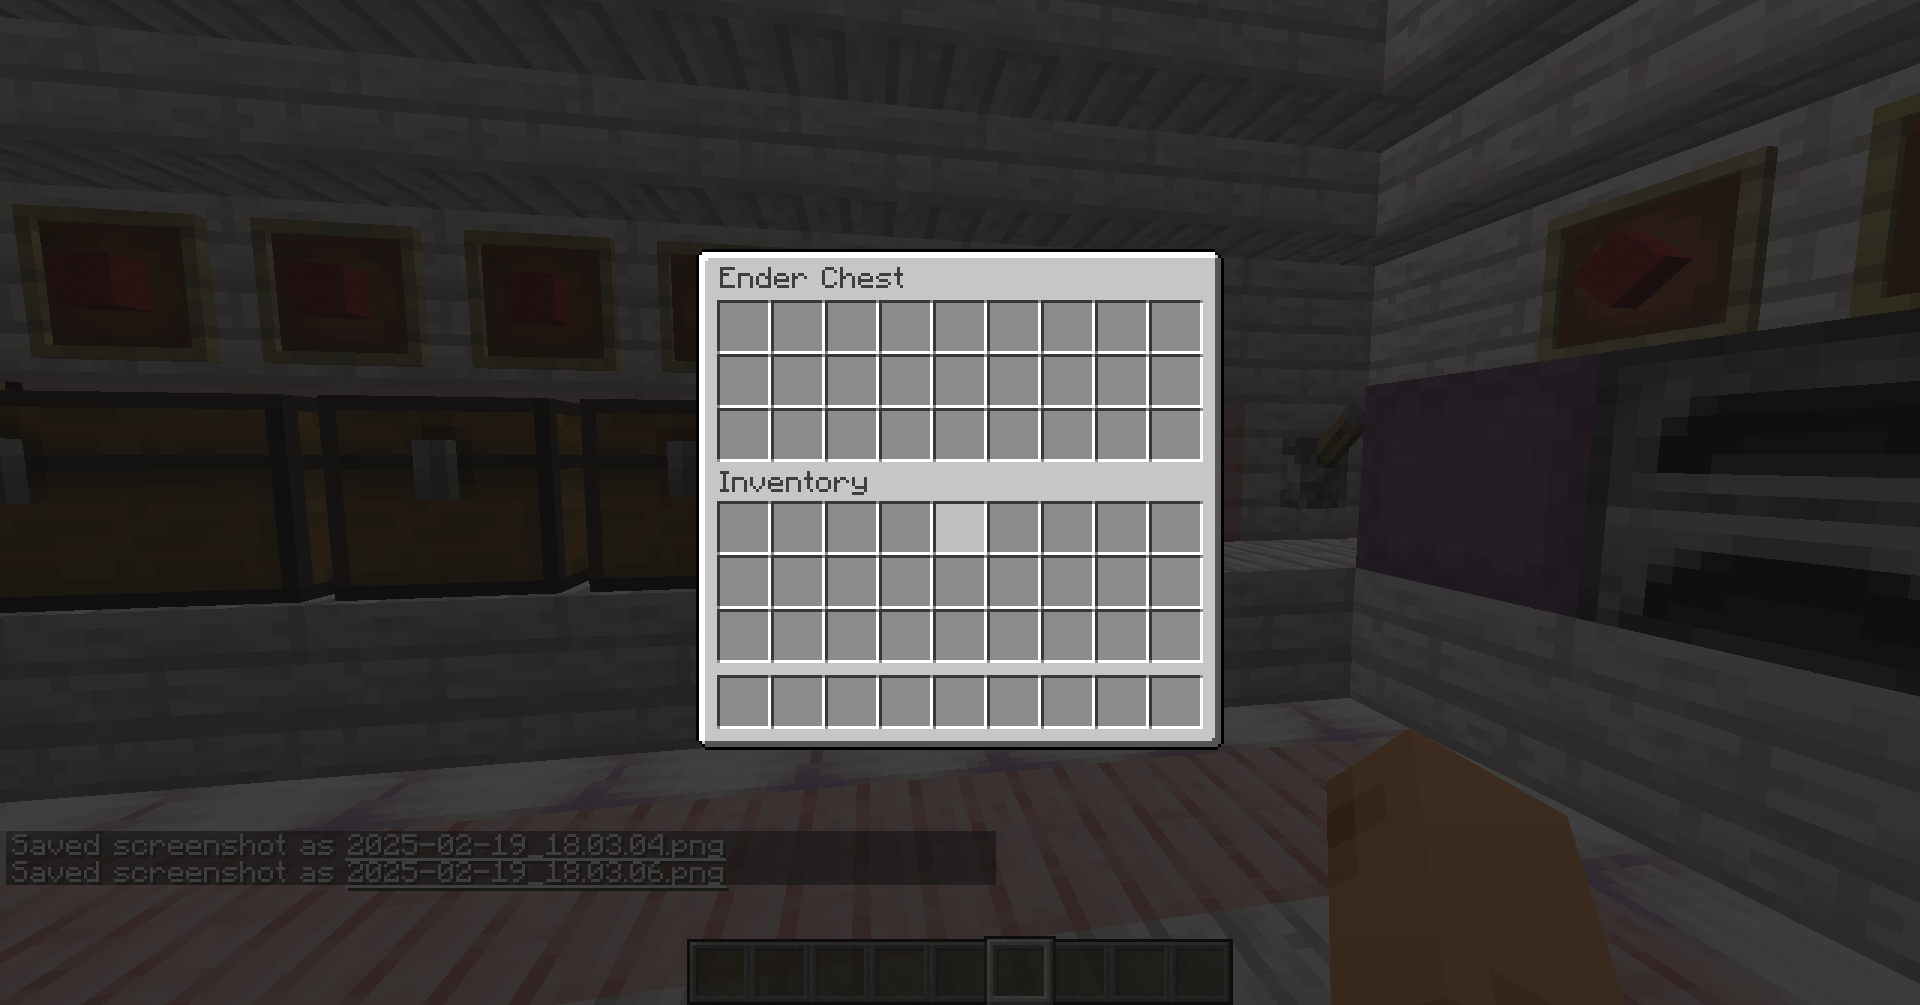 Ender Chest
Inventory
Saved screenshot as 2025-02-19_18.03.04.png
Saved screenshot as 2025-02-19_18.03.06.png